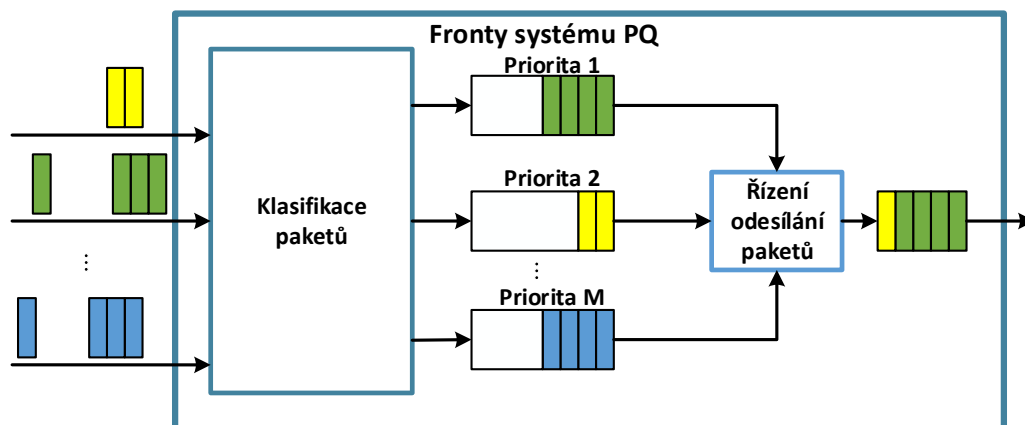 Fronty systému PQ
Priorita 1
Klasifikace
paketů
Priorita 2
...
Řízení
odesílání
paketů
...
Priorita M